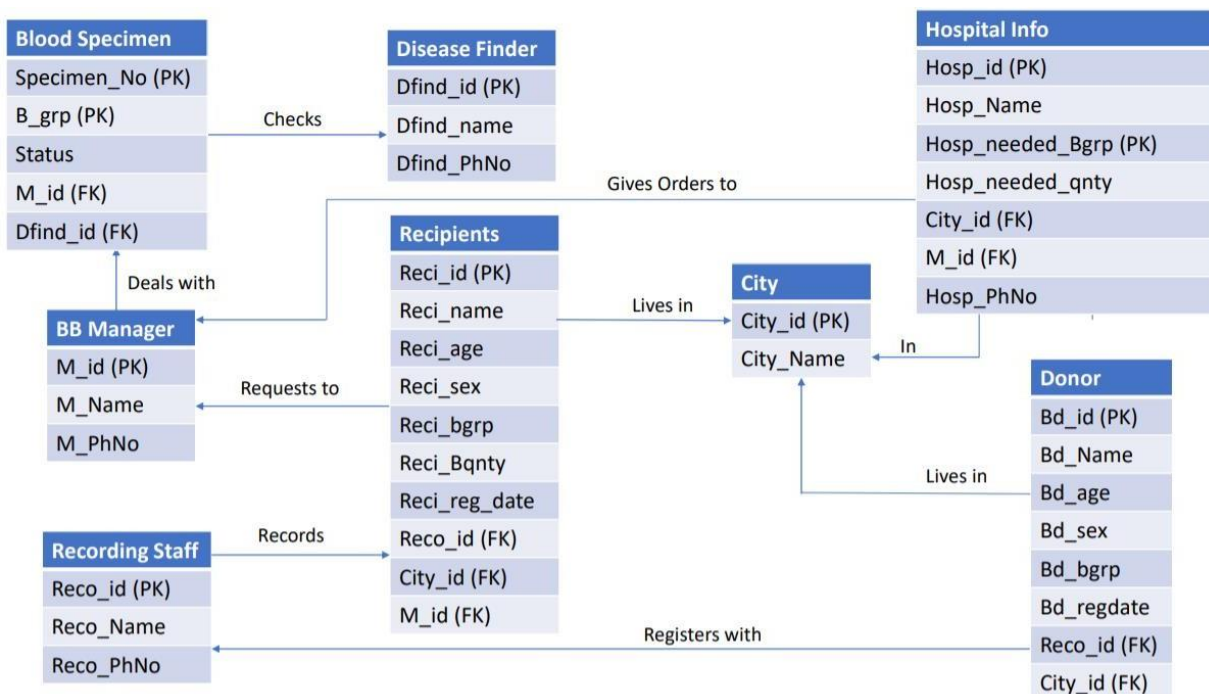 Blood Specimen
Specimen_No (PK)
B_grp (PK)
Status
M_id (FK)
Dfind_id (FK)
Checks
Disease Finder
Dfind_id (PK)
Dfind_name
Dfind_PhNo
Hospital Info
Hosp_id (PK)
Hosp_Name
Hosp_needed_Bgrp (PK)
Hosp_needed_qnty
City_id (FK)
M_id (FK)
Hosp_PhNo
Gives Orders to
Deals with
BB Manager
M_id (PK)
M_Name
M_PhNo
Requests to
Recipients
Reci_id (PK)
Reci_name
Reci_age
Reci_sex
Reci_bgrp
Reci_Bqnty
Reci_reg_date
Reco_id (FK)
City_id (FK)
M_id (FK)
Lives in
City
City_id (PK)
City_Name
In
Donor
Bd_id (PK)
Bd_Name
Bd_age
Bd_sex
Bd_bgrp
Bd_regdate
Reco_id (FK)
City_id (FK)
Lives in
Recording Staff
Reco_id (PK)
Reco_Name
Reco_PhNo
Records
Registers with